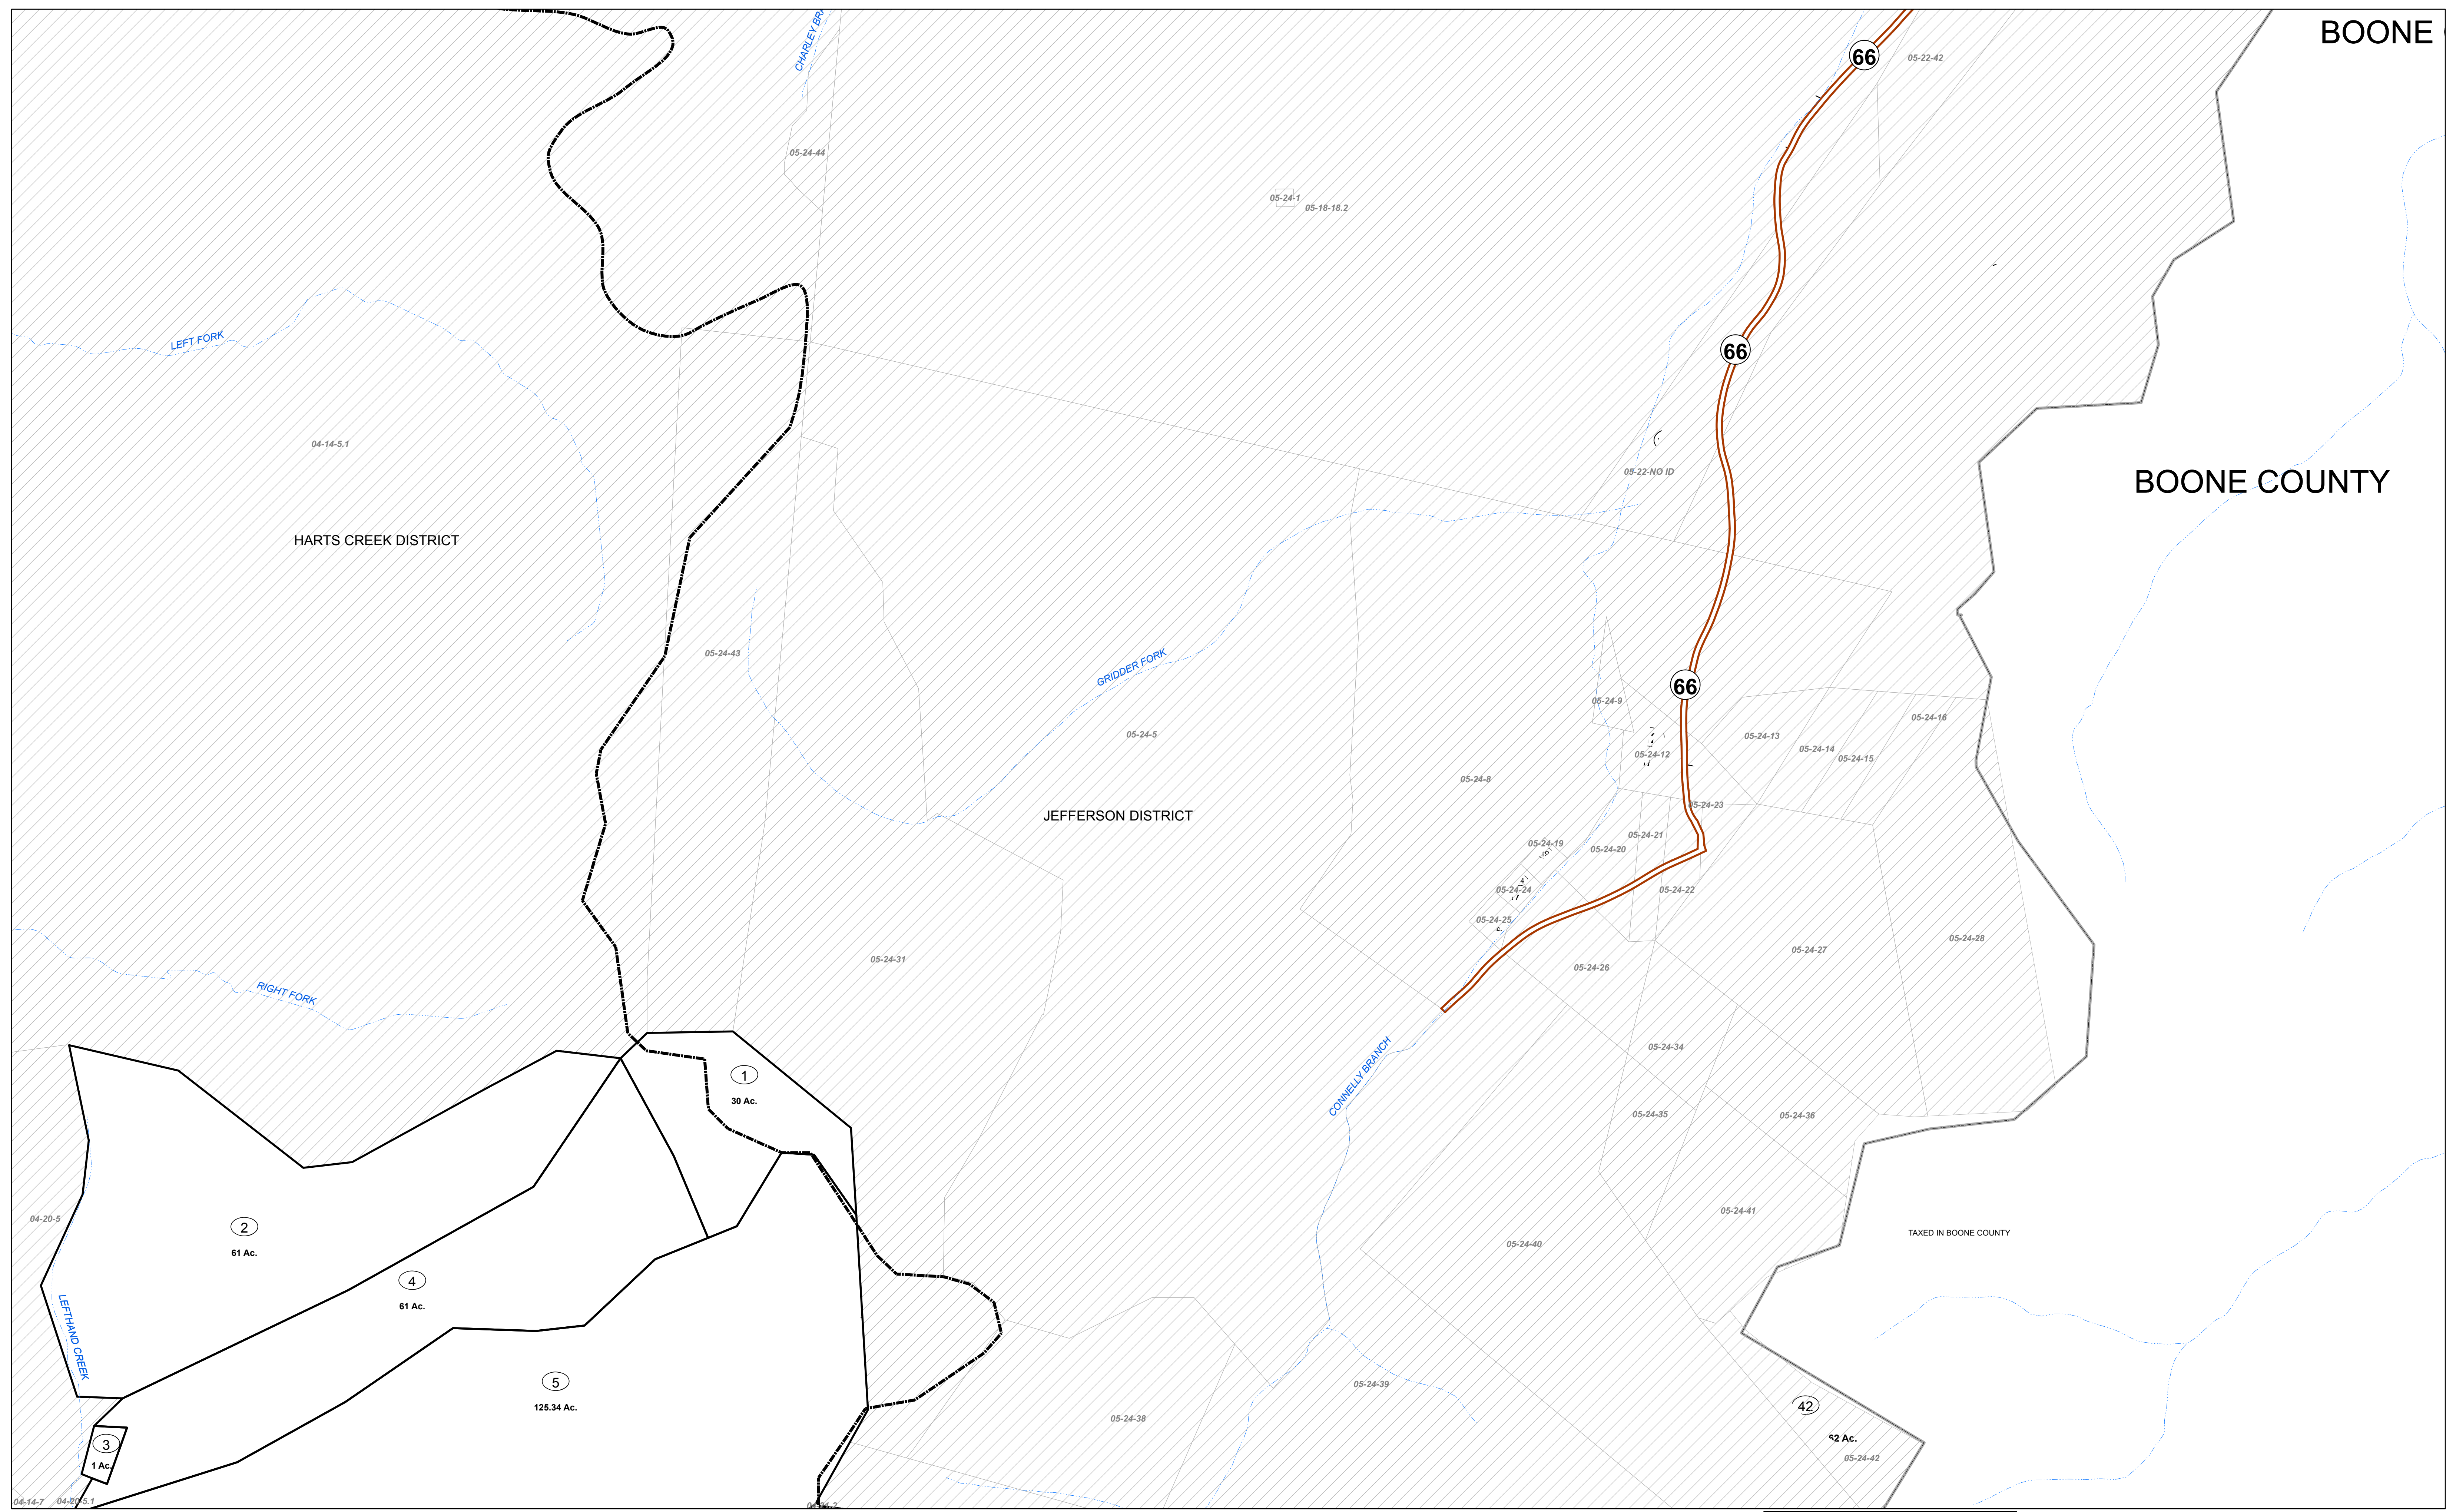 BOONE
66
05-22-42
CHARLEY BRA
05-24-44
05-24-1
05-18-18.2
LEFT FORK
66
04-14-5.1
05-22-NO ID
BOONE COUNTY
HARTS CREEK DISTRICT
05-24-43
GRIDDER FORK
66
05-24-9
05-24-16
05-24-5
05-24-13
05-24-14
05-24-12
05-24-15
05-24-8
05-24-23
JEFFERSON DISTRICT
05-24-21
05-24-19
05-24-20
05-24-24
05-24-22
05-24-25
05-24-28
05-24-27
05-24-31
05-24-26
RIGHT FORK
05-24-34
1
30 Ac.
CONNELLY BRANCH
05-24-35
05-24-36
04-20-5
2
61 Ac.
05-24-41
TAXED IN BOONE COUNTY
05-24-40
4
61 Ac.
LEFTHAND CREEK
5
125.34 Ac.
05-24-39
42
62 Ac.
05-24-38
3
1 Ac.
05-24-42
04-14-7
04-20-5.1